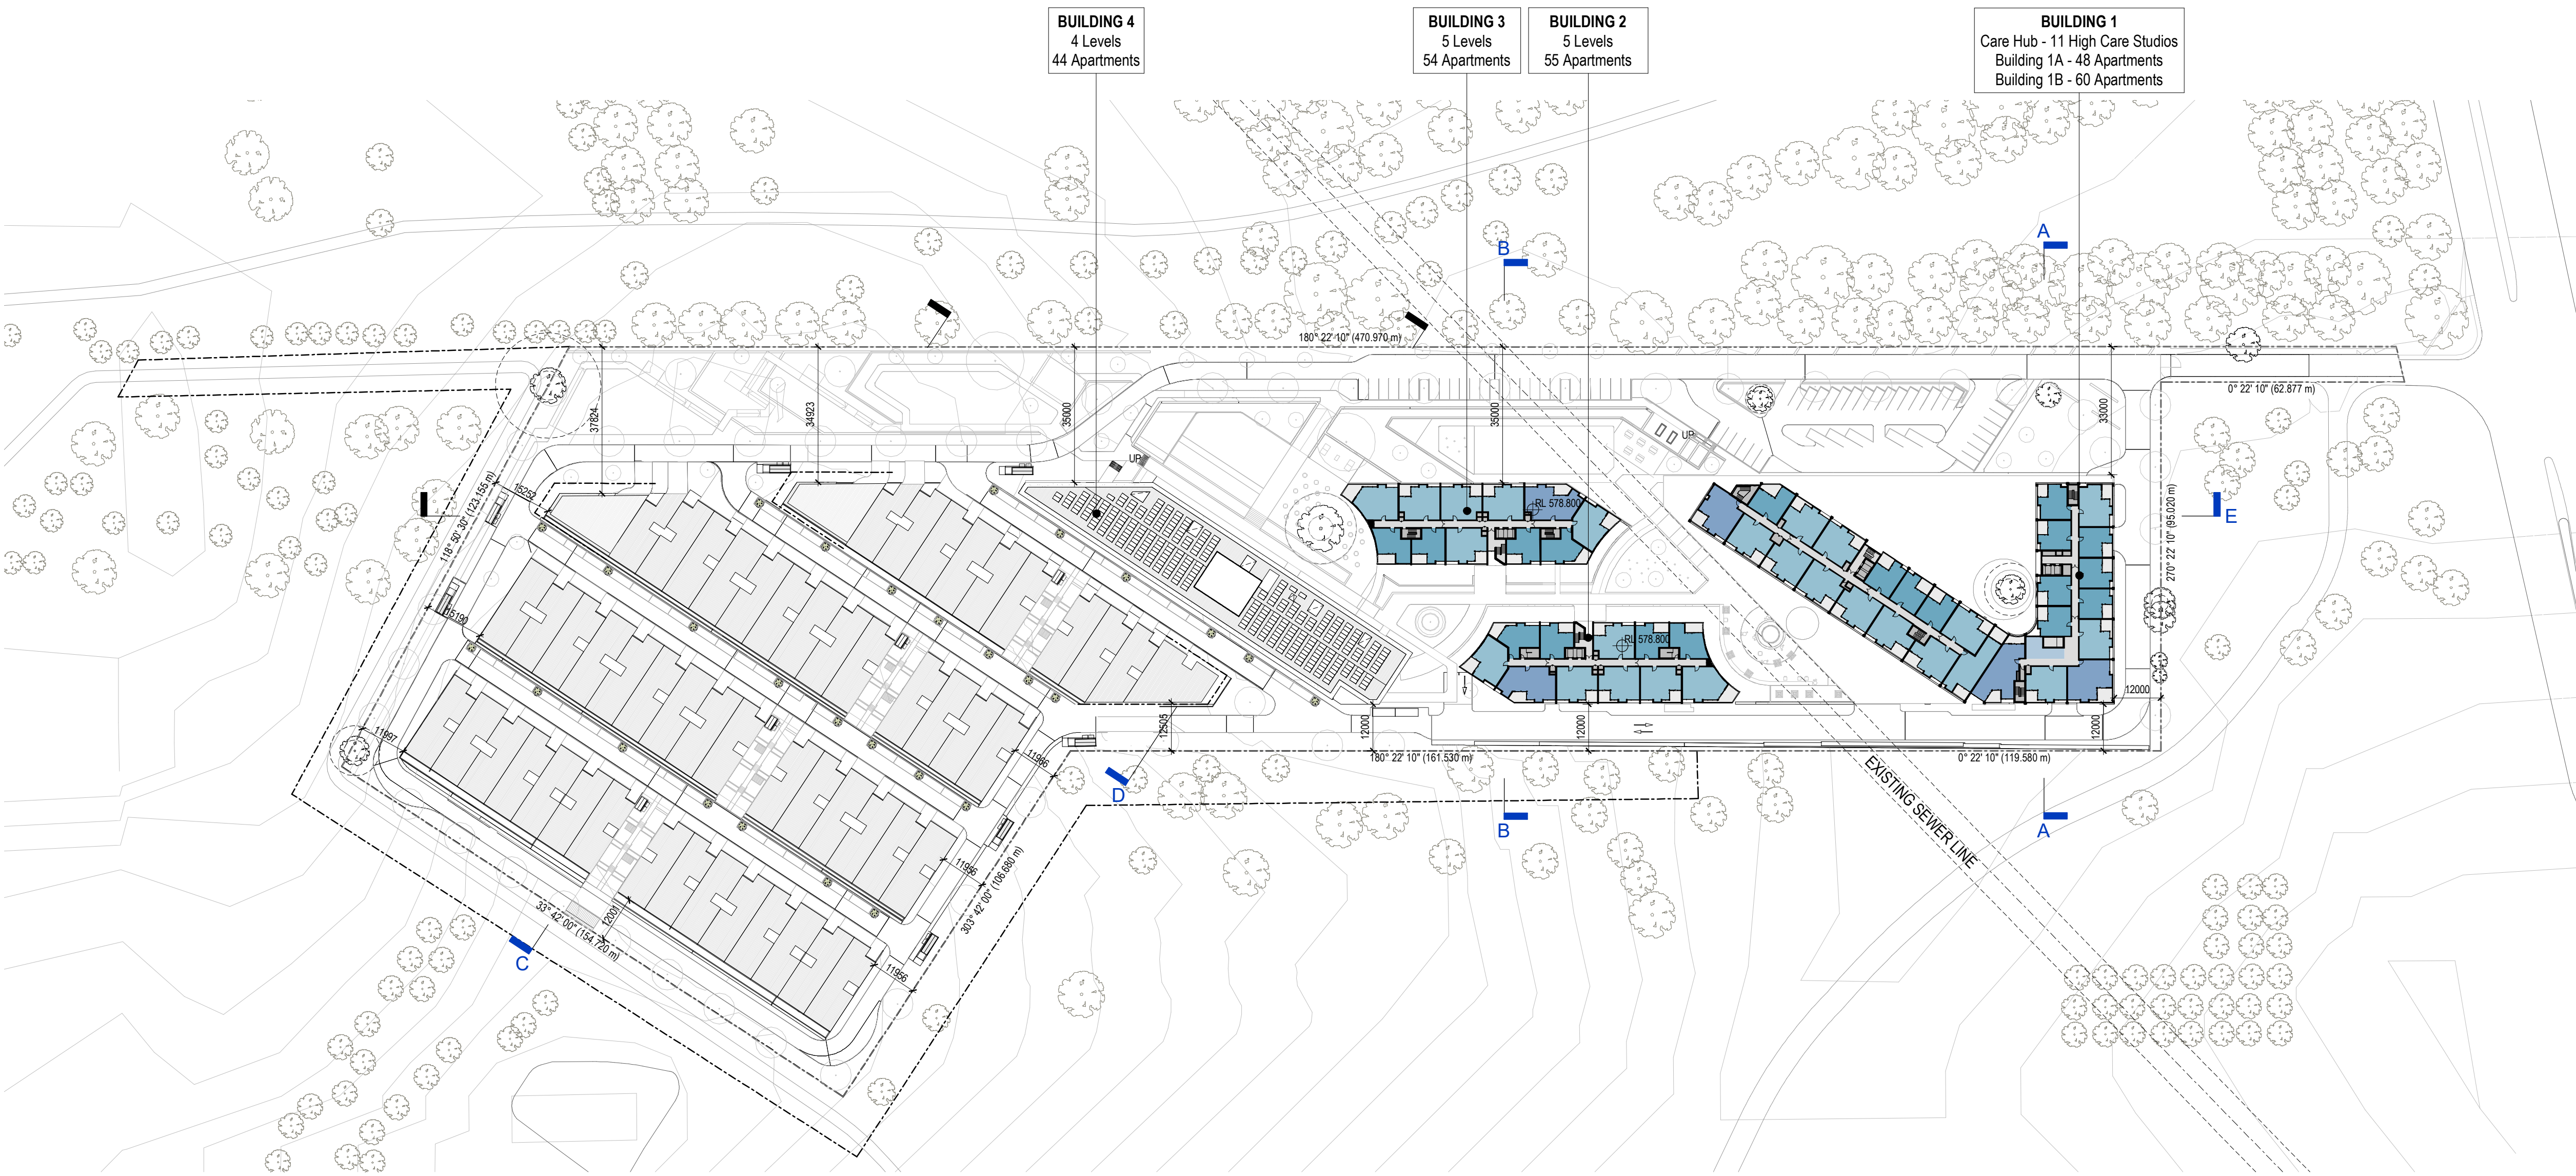 BUILDING 4
4 Levels
44 Apartments
BUILDING 3
5 Levels
54 Apartments
BUILDING 2
5 Levels
55 Apartments
BUILDING 1
Care Hub - 11 High Care Studios
Building 1A - 48 Apartments
Building 1B - 60 Apartments
A
B
180° 22' 10" (470.970 m)
0° 22' 10" (62.877 m)
37824
34923
35000
35000
33000
UP
UP
15252
118° 50' 30" (123.155 m)
RL 578.800
E
270° 22' 10" (95.020 m)
15190
RL 578.800
12000
11997
12505
12000
12000
12000
11966
180° 22' 10" (161.530 m)
0° 22' 10" (119.580 m)
D
EXISTING SEWER LINE
B
A
11956
303° 42' 00" (106.680 m)
33° 42' 00" (154.720 m)
12001
C
11956